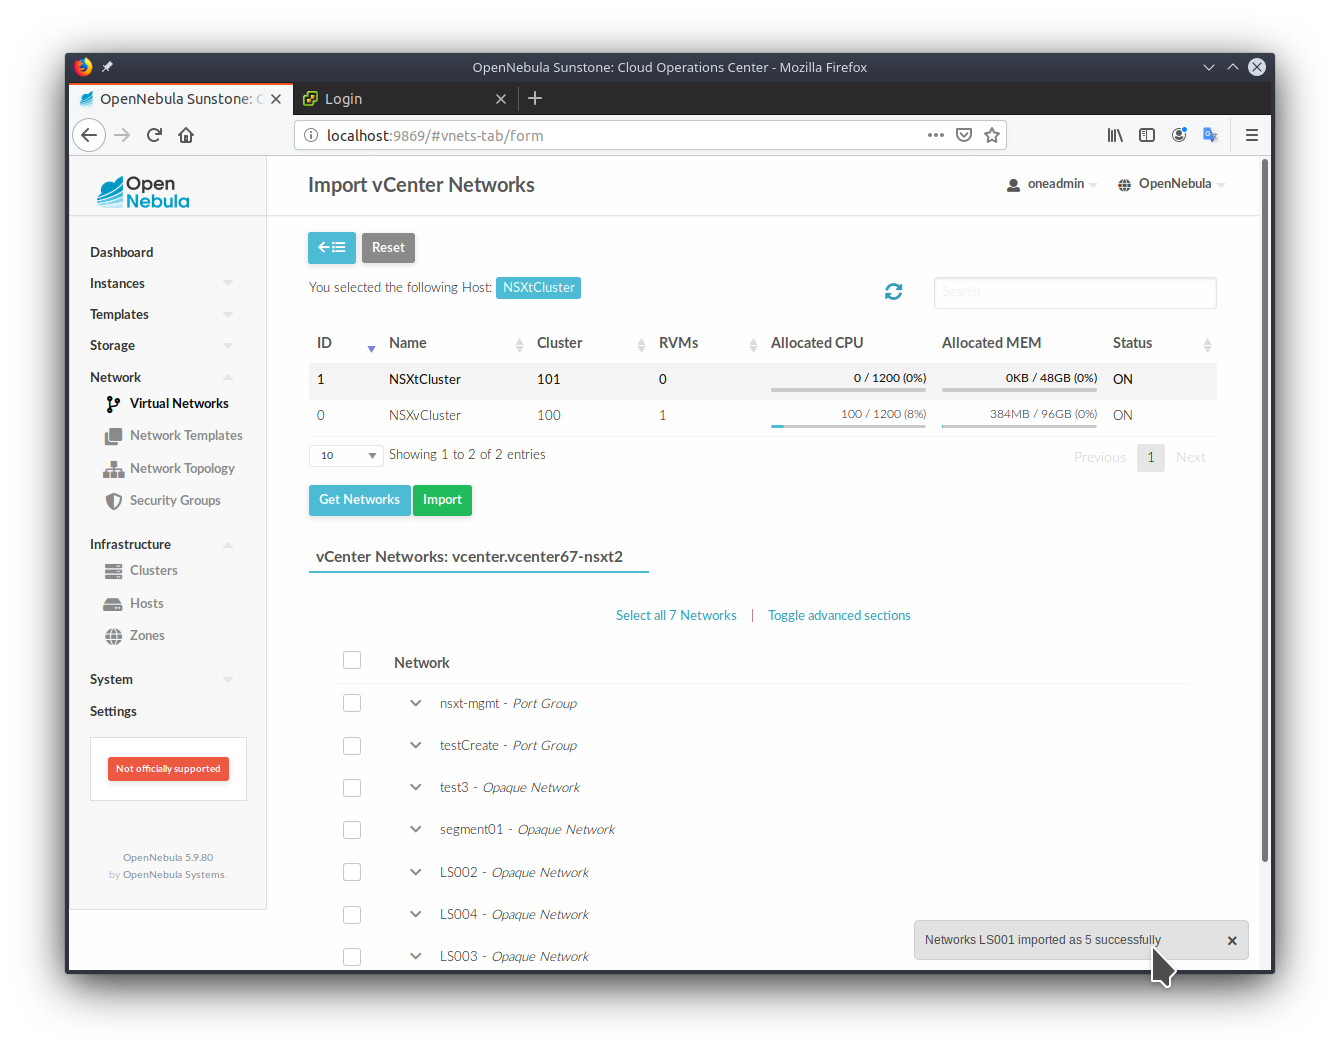 OpenNebula Sunstone: Cloud Operations Center - Mozilla Firefox
OpenNebula Sunstone: C
Login
localhost:9869/#vnets-tab/form
Open Nebula
Import vCenter Networks
oneadmin
OpenNebula
Dashboard
Instances
Templates
Storage
Network
Virtual Networks
Network Templates
Network Topology
Security Groups
Infrastructure
Clusters
Hosts
Zones
System
Settings
Not officially supported
OpenNebula 5.9.80
by OpenNebula Systems.
Reset
You selected the following Host: NSXtCluster
Search
ID Name Cluster RVMs Allocated CPU Allocated MEM Status
1 NSXtCluster 101 0 0 / 1200 (0%) 0KB / 48GB (0%) ON
0 NSXvCluster 100 1 100 / 1200 (8%) 384MB / 96GB (0%) ON
10 Showing 1 to 2 of 2 entries
Previous 1 Next
Get Networks Import
vCenter Networks: vcenter.vcenter67-nsxt2
Select all 7 Networks | Toggle advanced sections
Network
nsxt-mgmt - Port Group
testCreate - Port Group
test3 - Opaque Network
segment01 - Opaque Network
LS002 - Opaque Network
LS004 - Opaque Network
LS003 - Opaque Network
Networks LS001 imported as 5 successfully